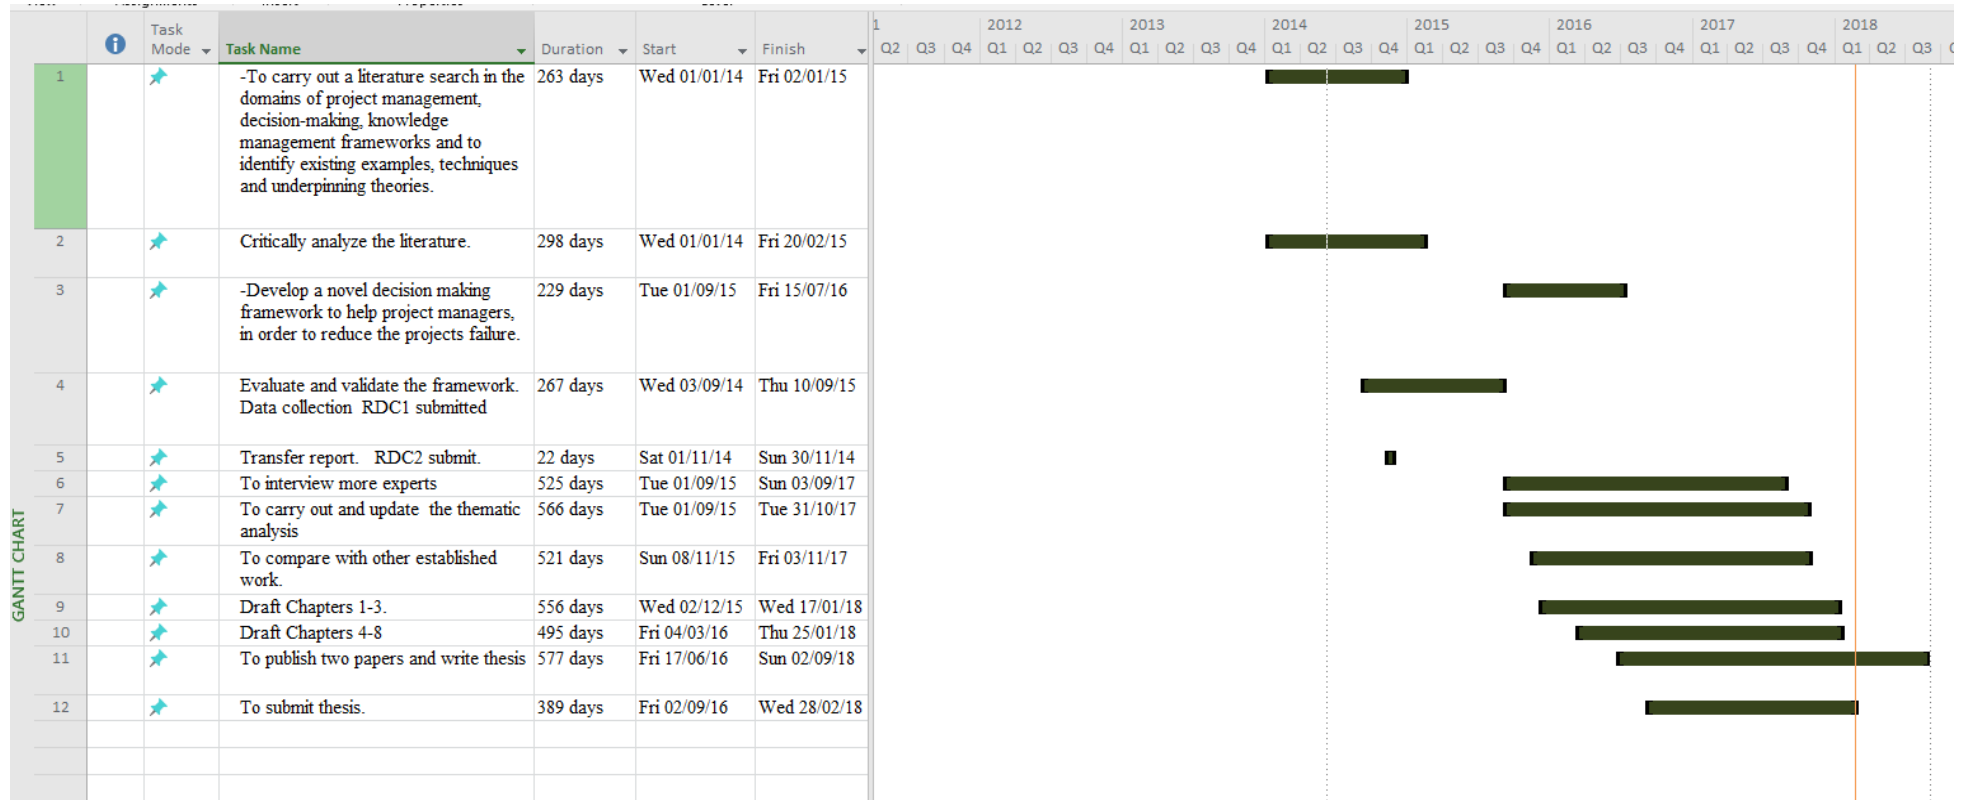 1 2012 2013 2014 2015 2016 2017 2018
Task
Mode Task Name Duration Start Finish Q2 Q3 Q4 Q1 Q2 Q3 Q4 Q1 Q2 Q3 Q4 Q1 Q2 Q3 Q4 Q1 Q2 Q3 Q4 Q1 Q2 Q3 Q4 Q1 Q2 Q3 Q4 Q1 Q2 Q3
1 -To carry out a literature search in the 263 days Wed 01/01/14 Fri 02/01/15
domains of project management,
decision-making, knowledge
management frameworks and to
identify existing examples, techniques
and underpinning theories.
2 Critically analyze the literature. 298 days Wed 01/01/14 Fri 20/02/15
3 -Develop a novel decision making 229 days Tue 01/09/15 Fri 15/07/16
framework to help project managers,
in order to reduce the projects failure.
4 Evaluate and validate the framework. 267 days Wed 03/09/14 Thu 10/09/15
Data collection RDC1 submitted
5 Transfer report. RDC2 submit. 22 days Sat 01/11/14 Sun 30/11/14
6 To interview more experts 525 days Tue 01/09/15 Sun 03/09/17
7 To carry out and update the thematic 566 days Tue 01/09/15 Tue 31/10/17
analysis
8 To compare with other established 521 days Sun 08/11/15 Fri 03/11/17
work.
9 Draft Chapters 1-3. 556 days Wed 02/12/15 Wed 17/01/18
10 Draft Chapters 4-8 495 days Fri 04/03/16 Thu 25/01/18
11 To publish two papers and write thesis 577 days Fri 17/06/16 Sun 02/09/18
12 To submit thesis. 389 days Fri 02/09/16 Wed 28/02/18
GANTT CHART